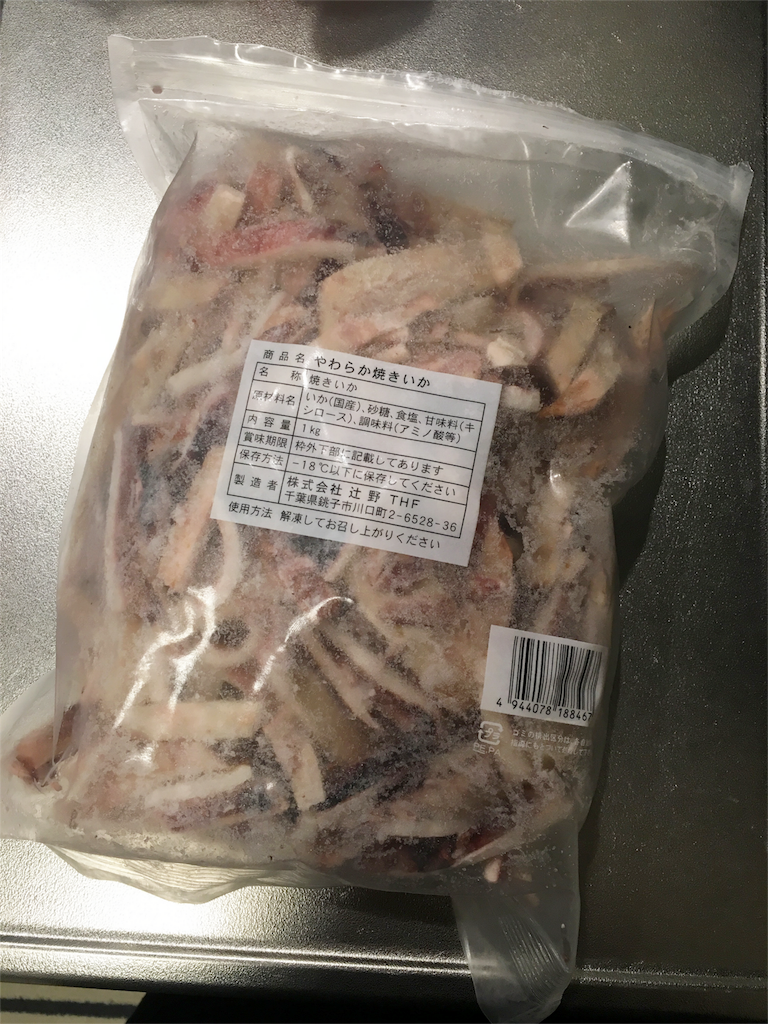 商品名 やわらか焼きいか
名称 焼きいか
原材料名 いか(国産)、砂糖、食塩、甘味料(キ
シロース)、調味料(アミノ酸等)
内容量 1kg
賞味期限 枠外下部に記載してあります
保存方法 -18℃以下に保存してください
製造者 株式会社 辻野 THF
千葉県銚子市川口町2-6528-36
使用方法 解凍してお召し上がりください
4 944078 188467
プラ
PE,PA